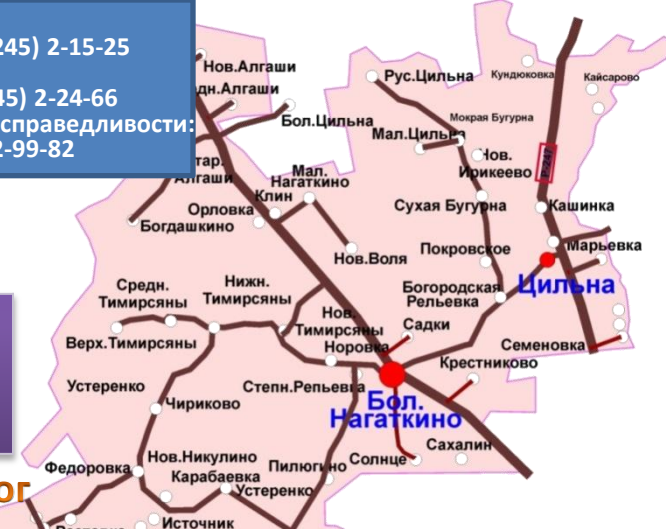 245) 2-15-25
45) 2-24-66
справедливости:
2-99-82
Нов.Алгаши
дн.Алгаши
Бол.Цильна
тар.
Алгаши
Рус.Цильна
Кундюковка
Кайсарово
Мокрая Бугурна
Мал.Цильна
Нов.
Ирикеево
Р-241
Мал.
Нагаткино
Клин
Орловка
Богдашкино
Сухая Бугурна
Кашинка
Нов.Воля
Покровское
Марьевка
Цильна
Средн.
Тимирсяны
Нижн.
Тимирсяны
Богородская
Репьевка
Нов.
Тимирсяны
Садки
Верх.Тимирсяны
Норовка
Семеновка
Крестниково
Устеренко
Степн.Репьевка
Чириково
Бол.
Нагаткино
Сахалин
Нов.Никулино
Федоровка
Карабаевка
Пилюгино
Солнце
Устеренко
ог
Источник